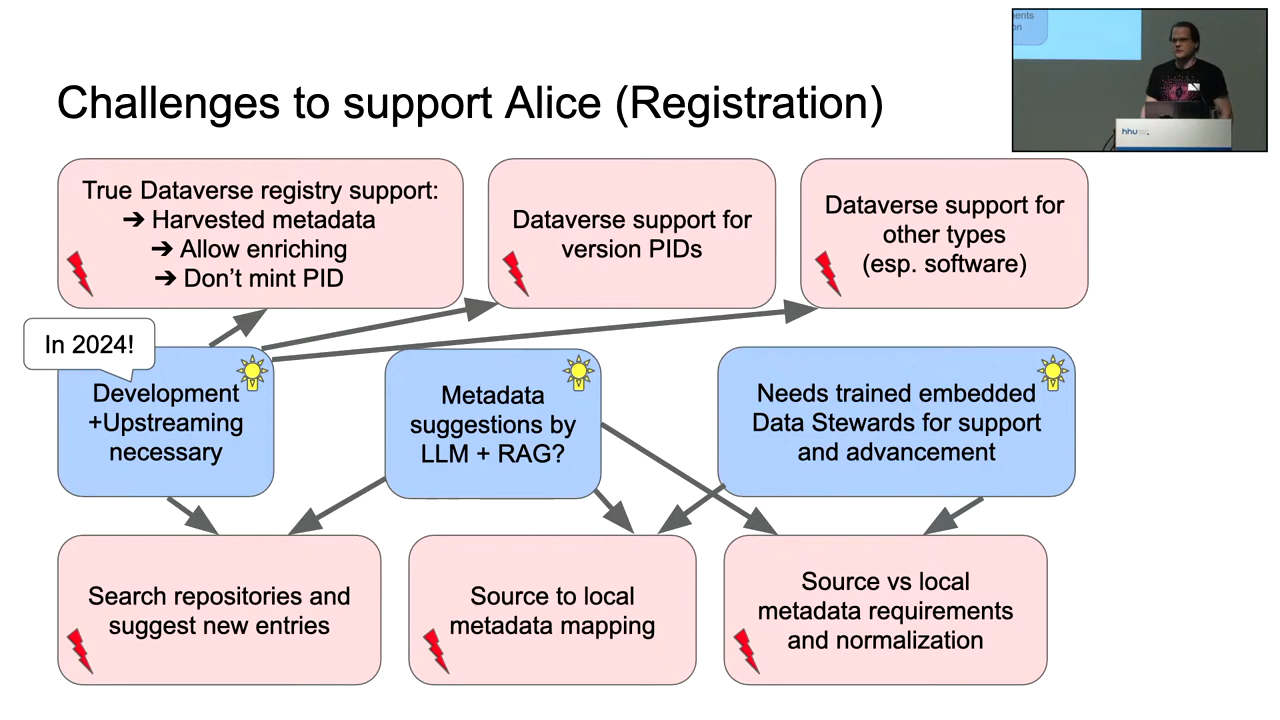 ents
on
hhu
Challenges to support Alice (Registration)
True Dataverse registry support:
➔ Harvested metadata
➔ Allow enriching
➔ Don't mint PID
Dataverse support for
version PIDs
Dataverse support for
other types
(esp. software)
In 2024!
Development
+Upstreaming
necessary
Metadata
suggestions by
LLM + RAG?
Needs trained embedded
Data Stewards for support
and advancement
Search repositories and
suggest new entries
Source to local
metadata mapping
Source vs local
metadata requirements
and normalization